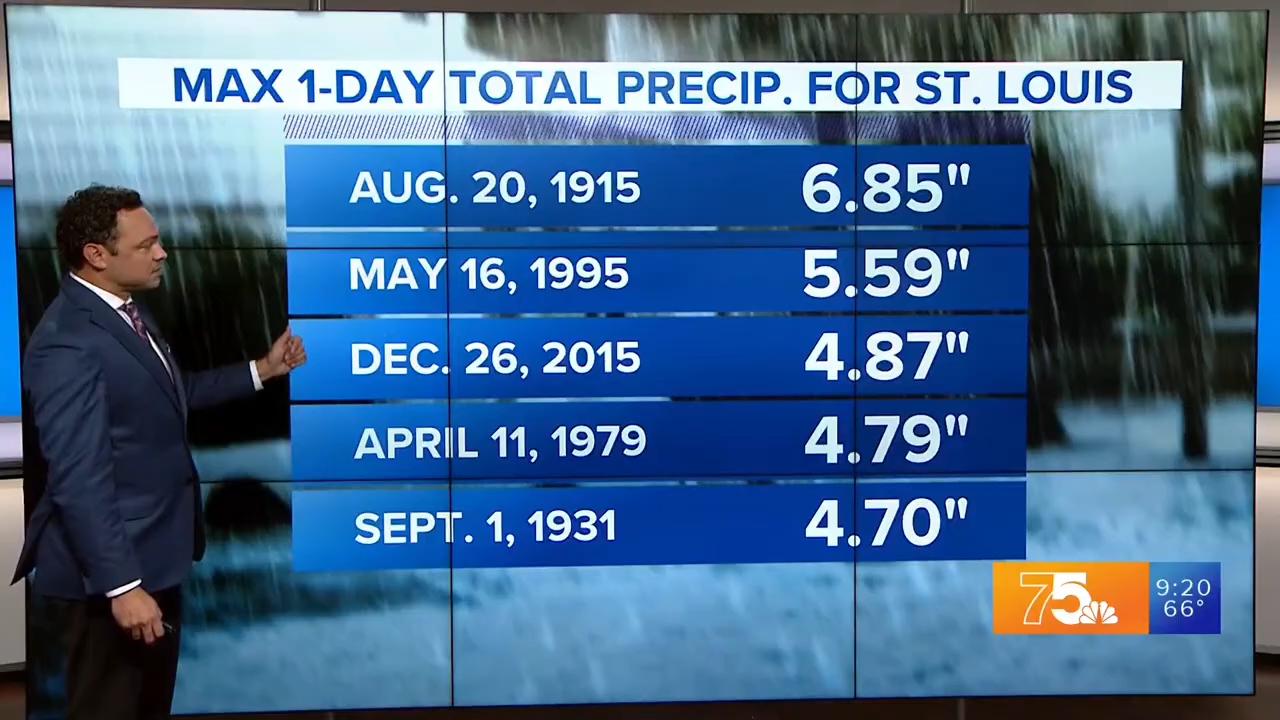 MAX 1-DAY TOTAL PRECIP. FOR ST. LOUIS
AUG. 20, 1915 6.85"
MAY 16, 1995 5.59"
DEC. 26, 2015 4.87"
APRIL 11, 1979 4.79"
SEPT. 1, 1931 4.70"
75 9:20
66°